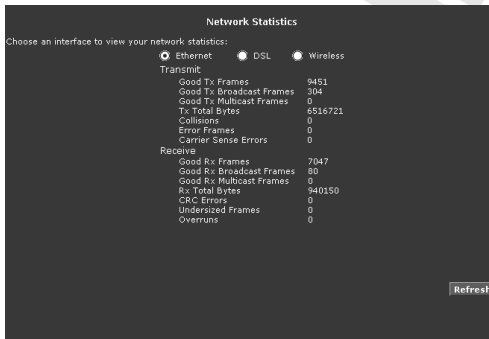 Network Statistics
Choose an interface to view your network statistics:
Ethernet DSL Wireless
Transmit
Good Tx Frames 9451
Good Tx Broadcast Frames 304
Good Tx Multicast Frames 0
Tx Total Bytes 6516721
Collisions 0
Error Frames 0
Carrier Sense Errors 0
Receive
Good Rx Frames 7047
Good Rx Broadcast Frames 80
Good Rx Multicast Frames 0
Rx Total Bytes 940150
CRC Errors 0
Undersized Frames 0
Overruns 0
Refresh